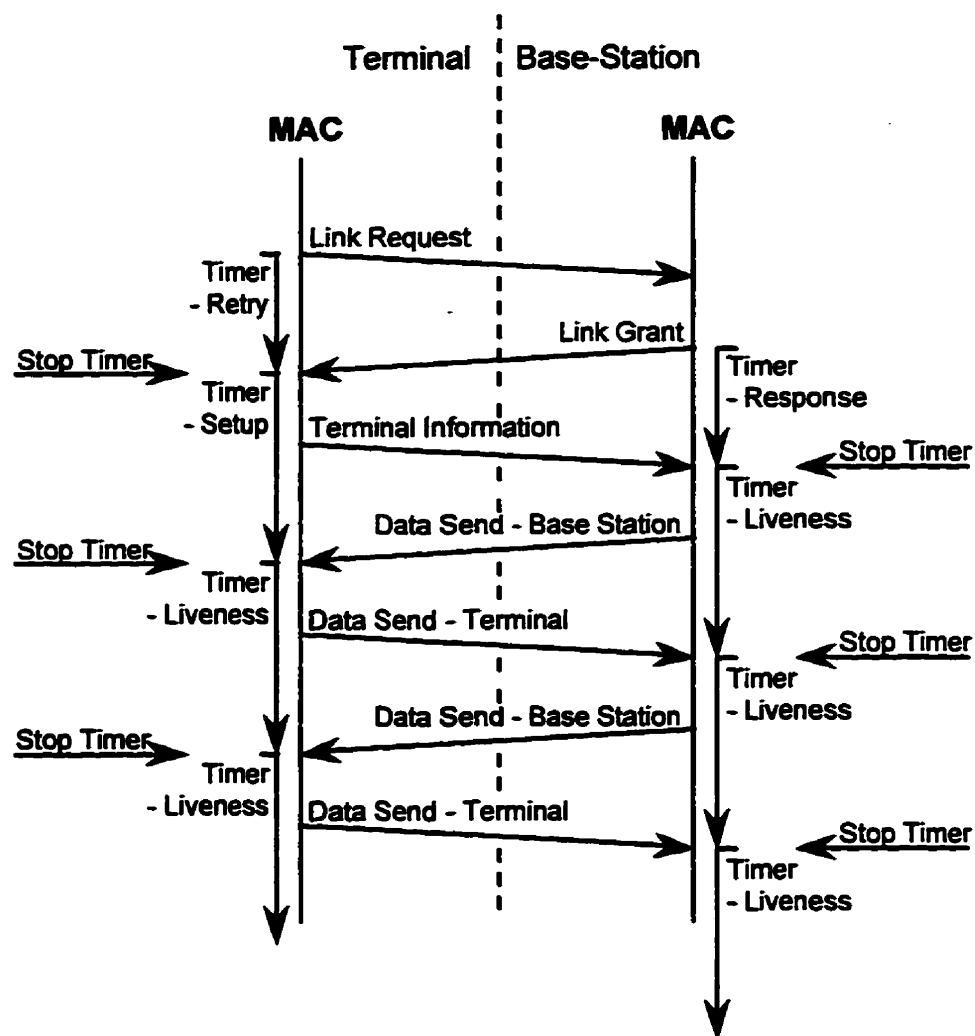 Terminal
Base-Station
MAC
MAC
Link Request
Timer
- Retry
Link Grant
Stop Timer
Timer
- Setup
Timer
- Response
Terminal Information
Stop Timer
Timer
- Liveness
Data Send - Base Station
Stop Timer
Timer
- Liveness
Data Send - Terminal
Stop Timer
Timer
- Liveness
Data Send - Base Station
Stop Timer
Timer
- Liveness
Data Send - Terminal
Stop Timer
Timer
- Liveness